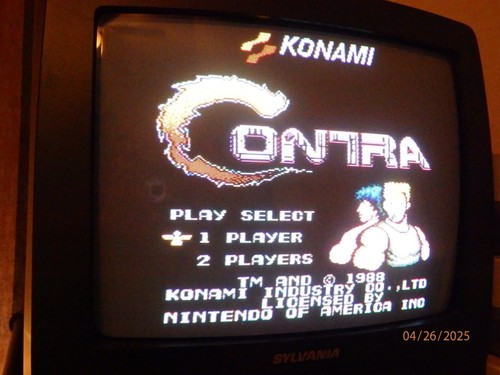 KONAMI
CONTRA
PLAY SELECT
1 PLAYER
2 PLAYERS
TM AND © 1988
KONAMI INDUSTRY CO.,LTD
LICENSED BY
NINTENDO OF AMERICA INC
04/26/2025
SYLVANIA